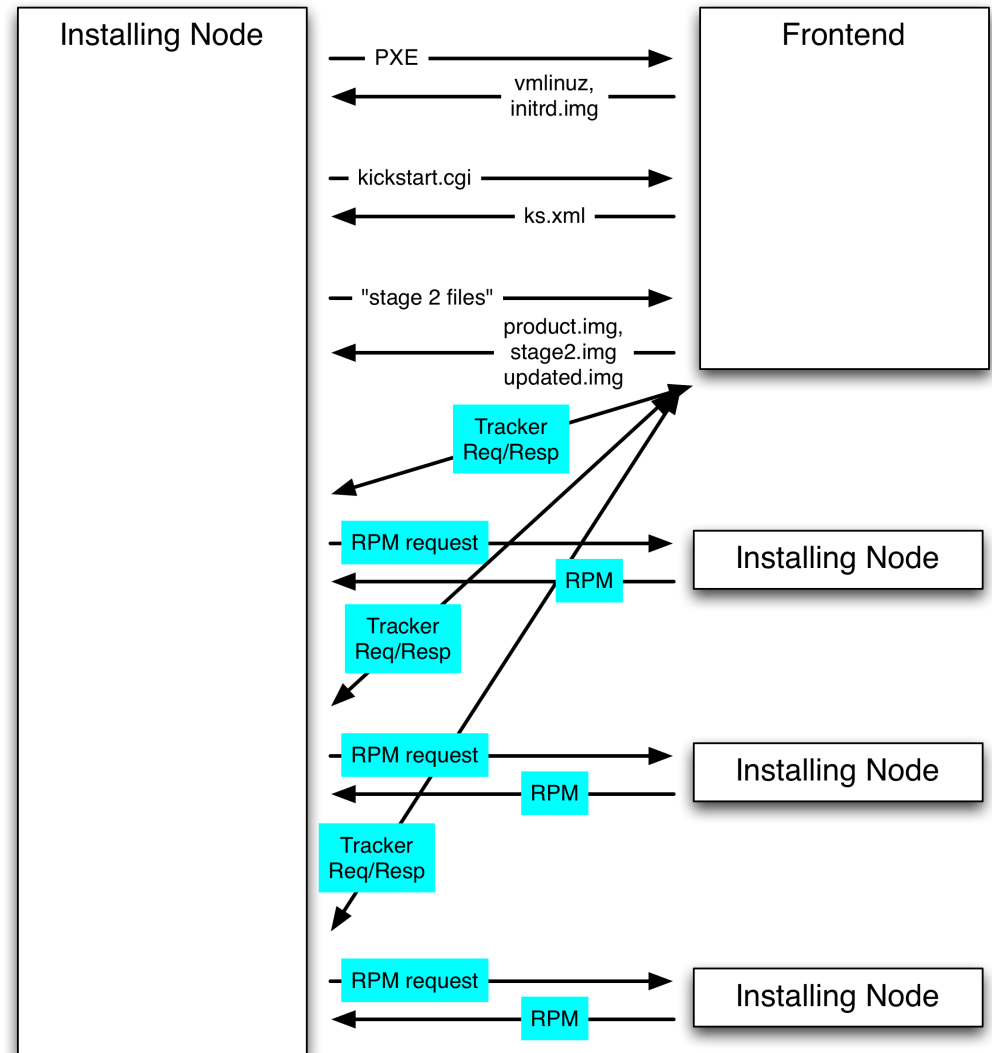 Installing Node
Frontend
PXE
vmlinuz,
initrd.img
kickstart.cgi
ks.xml
"stage 2 files"
product.img,
stage2.img
updated.img
Tracker
Req/Resp
RPM request
Installing Node
RPM
Tracker
Req/Resp
RPM request
Installing Node
RPM
Tracker
Req/Resp
RPM request
Installing Node
RPM